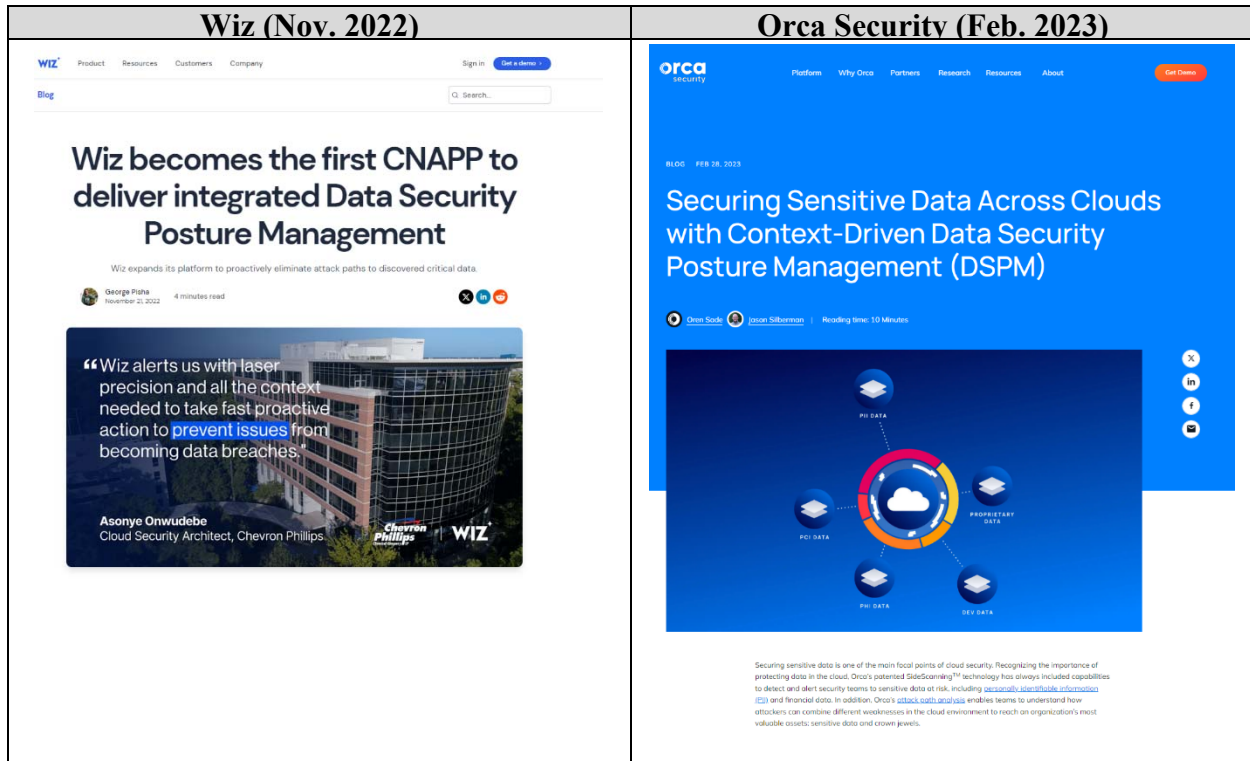 Wiz (Nov. 2022)
WIZ
Product
Resources
Customers
Company
Sign in
Get a demo >
Blog
Search...
Wiz becomes the first CNAPP to
deliver integrated Data Security
Posture Management
Wiz expands its platform to proactively eliminate attack paths to discovered critical data.
George Pisha
November 21, 2022
4 minutes read
“Wiz alerts us with laser
precision and all the context
needed to take fast proactive
action to prevent issues from
becoming data breaches."
Asonye Onwudebe
Cloud Security Architect, Chevron Phillips.
Chevron
Phillips
WIZ
Orca Security (Feb. 2023)
orca
security
Platform
Why Orca
Partners
Research
Resources
About
Get Demo
BLOG
FEB 28, 2023
Securing Sensitive Data Across Clouds
with Context-Driven Data Security
Posture Management (DSPM)
Oren Sade
Jason Silberman
| Reading time: 10 Minutes
PII DATA
PCI DATA
PROPRIETARY
DATA
PHI DATA
DEV DATA
Securing sensitive data is one of the main focal points of cloud security. Recognizing the importance of
protecting data in the cloud, Orca's patented SideScanning™ technology has always included capabilities
to detect and alert security teams to sensitive data at risk, including personally identifiable information
(PII) and financial data. In addition, Orca's attack path analysis enables teams to understand how
attackers can combine different weaknesses in the cloud environment to reach an organization's most
valuable assets: sensitive data and crown jewels.